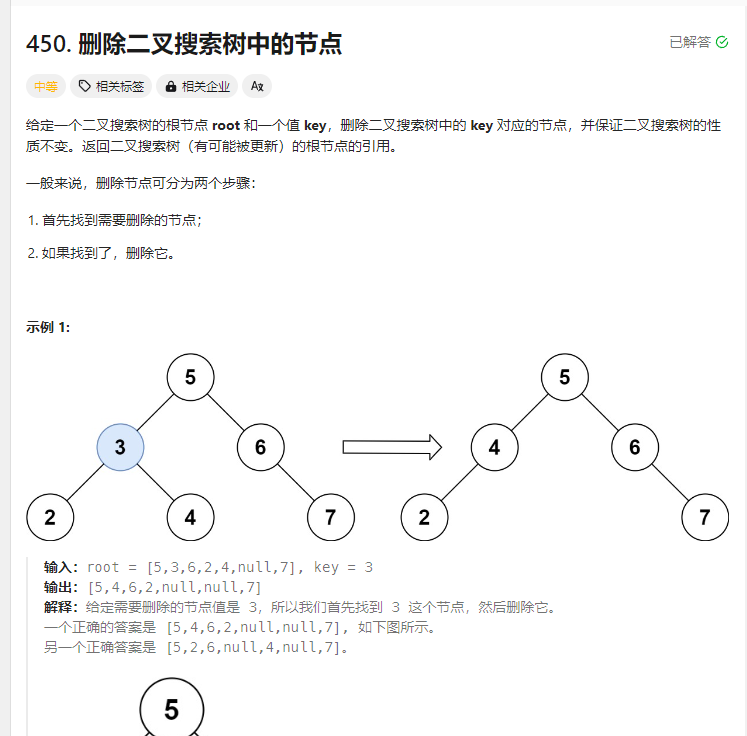 450. 删除二叉搜索树中的节点
已解答
中等 相关标签 相关企业 Aぇ
给定一个二叉搜索树的根节点 root 和一个值 key，删除二叉搜索树中的 key 对应的节点，并保证二叉搜索树的性
质不变。返回二叉搜索树（有可能被更新）的根节点的引用。
一般来说，删除节点可分为两个步骤：
1. 首先找到需要删除的节点；
2. 如果找到了，删除它。
示例 1:
5 5
3 6 4 6
2 4 7 2 7
输入：root = [5,3,6,2,4,null,7], key = 3
输出：[5,4,6,2,null,null,7]
解释：给定需要删除的节点值是 3，所以我们首先找到 3 这个节点，然后删除它。
一个正确的答案是 [5,4,6,2,null,null,7], 如下图所示。
另一个正确答案是 [5,2,6,null,4,null,7]。
5